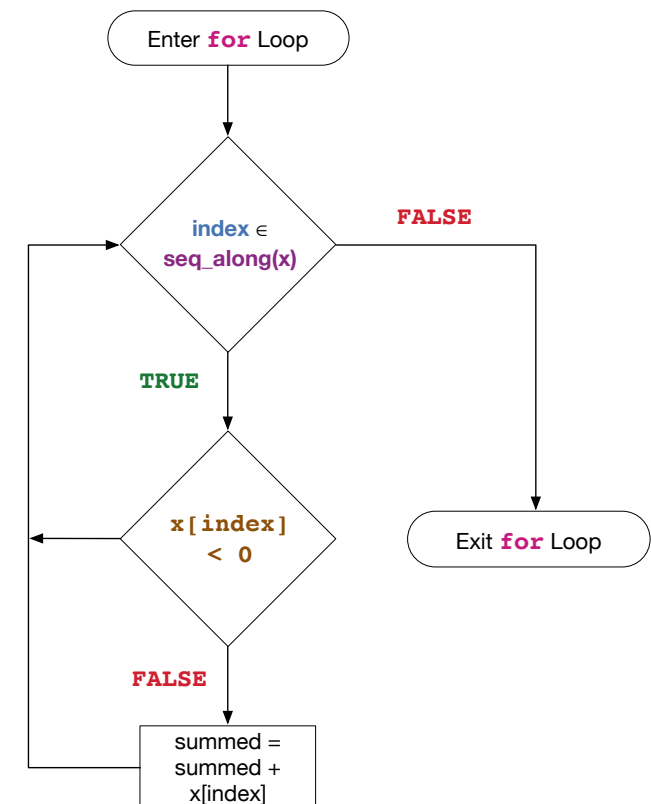 Enter for Loop
index ∈
seq_along(x)
FALSE
TRUE
x[index]
< 0
Exit for Loop
FALSE
summed =
summed +
x[index]